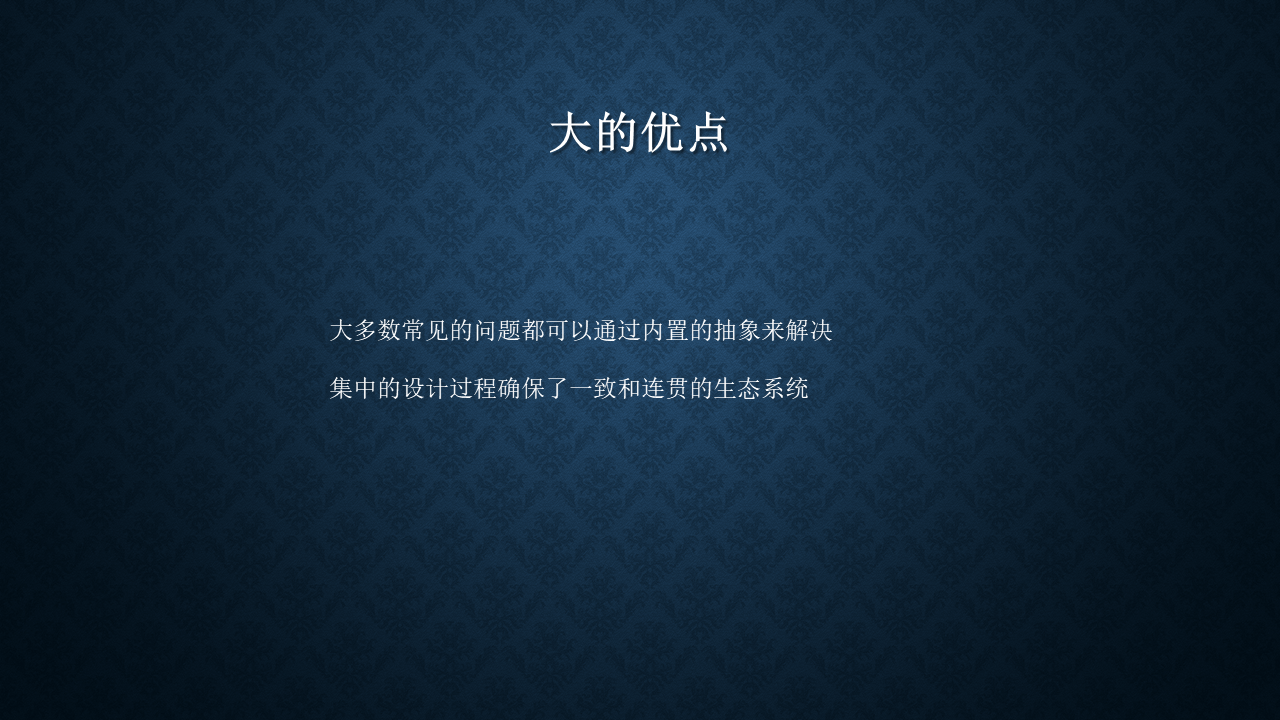 大的优点
大多数常见的问题都可以通过内置的抽象来解决
集中的设计过程确保了一致和连贯的生态系统